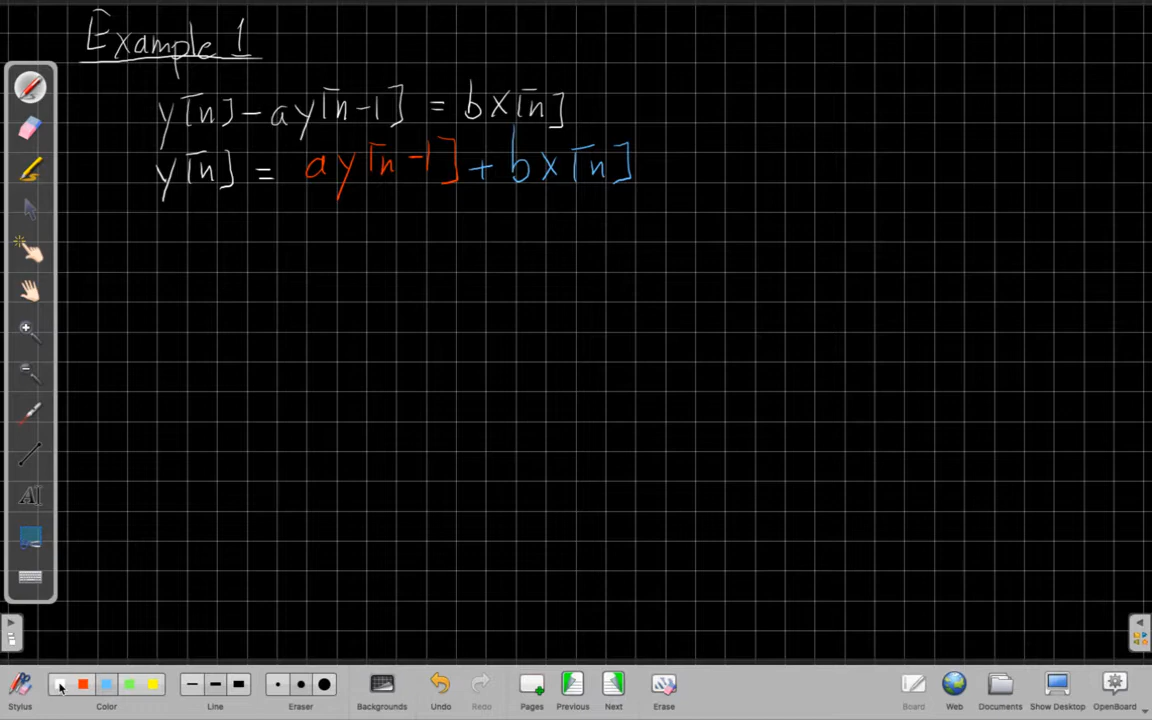 Example 1
y[n] - ay[n-1] = bx[n]
y[n] = ay[n-1] + bx[n]
Stylus
Color
Line
Eraser
Backgrounds
Undo
Redo
Pages
Previous
Next
Erase
Board
Web
Documents
Show Desktop
OpenBoard